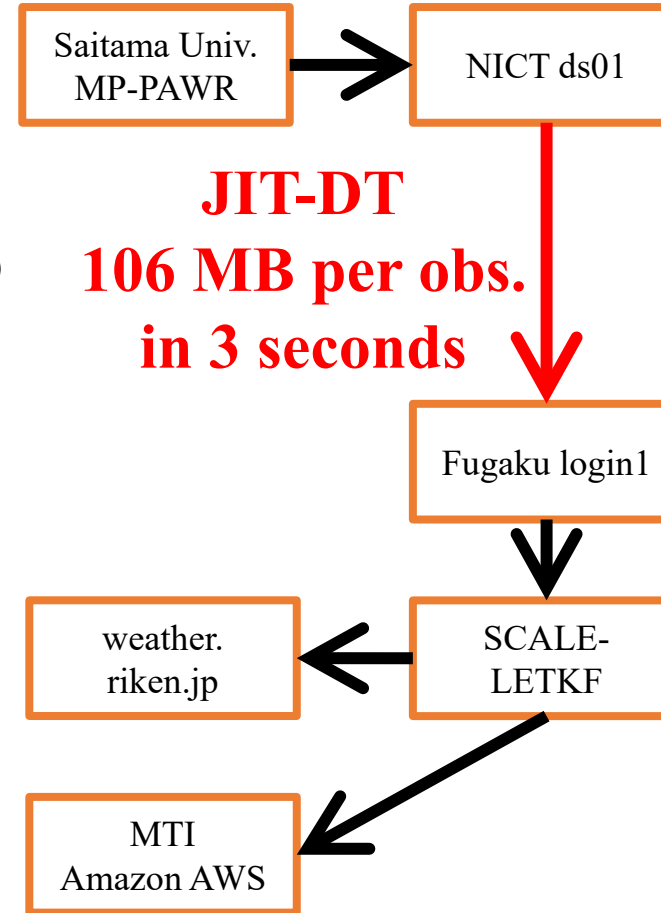 Saitama Univ.
MP-PAWR
NICT ds01
JIT-DT
106 MB per obs.
in 3 seconds
Fugaku login1
weather.
riken.jp
SCALE-
LETKF
MTI
Amazon AWS